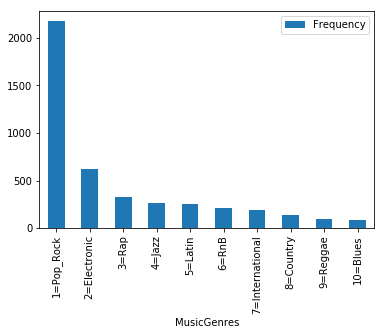 Frequency
2000
1500
1000
500
0
1=Pop_Rock
2=Electronic
3=Rap
4=Jazz
5=Latin
6=RnB
7=International
8=Country
9=Reggae
10=Blues
MusicGenres